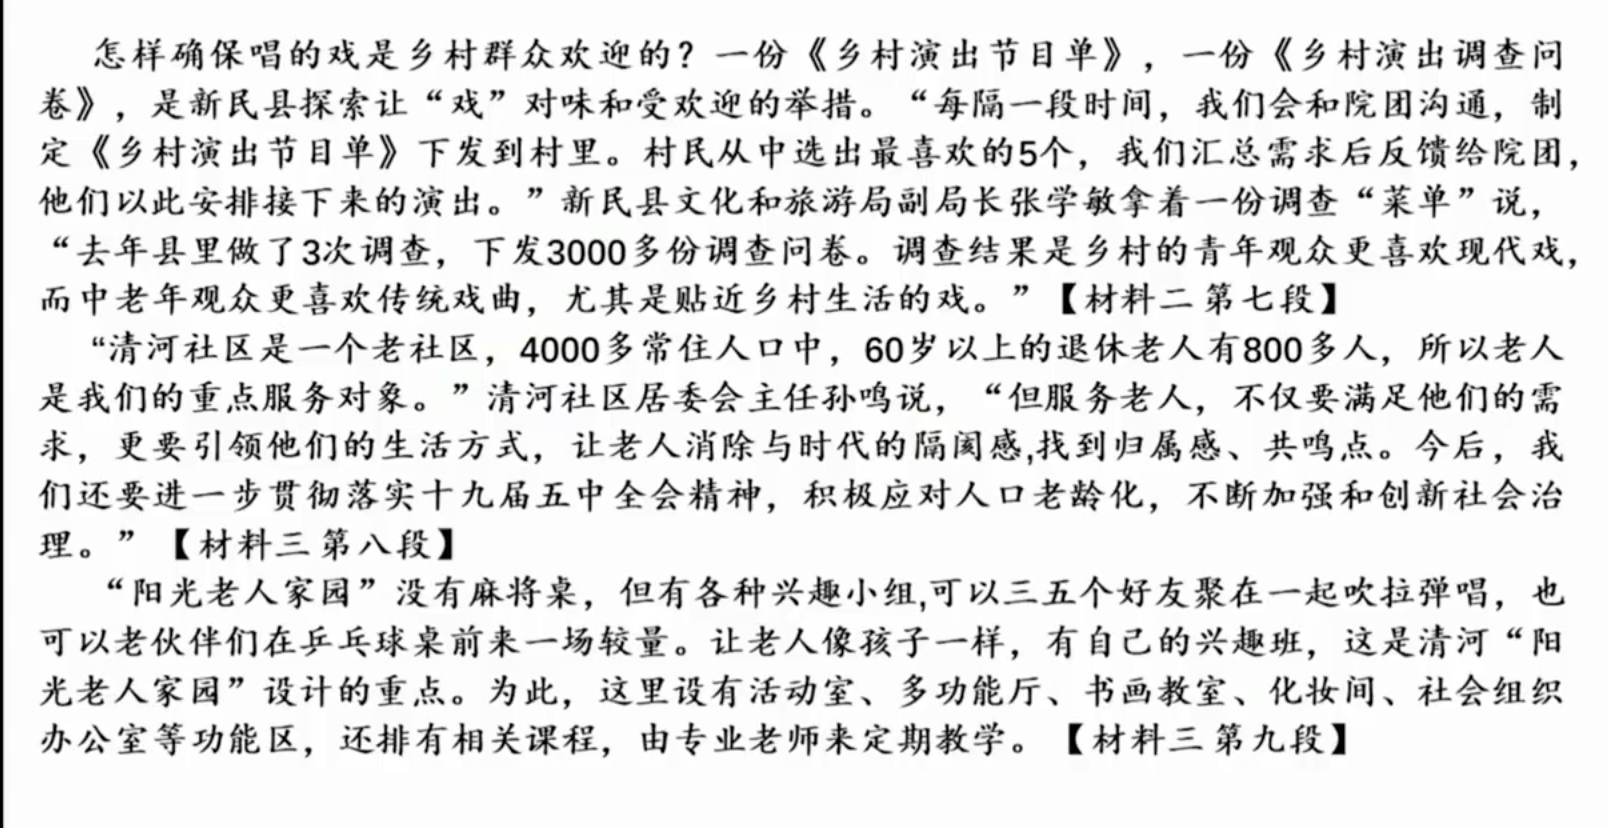 怎样确保唱的戏是乡村群众欢迎的？一份《乡村演出节目单》，一份《乡村演出调查问
卷》，是新民县探索让“戏”对味和受欢迎的举措。“每隔一段时间，我们会和院团沟通，制
定《乡村演出节目单》下发到村里。村民从中选出最喜欢的5个，我们汇总需求后反馈给院团，
他们以此安排接下来的演出。”新民县文化和旅游局副局长张学敏拿着一份调查“菜单”说，
“去年县里做了3次调查，下发3000多份调查问卷。调查结果是乡村的青年观众更喜欢现代戏，
而中老年观众更喜欢传统戏曲，尤其是贴近乡村生活的戏。”【材料二 第七段】
“清河社区是一个老社区，4000多常住人口中，60岁以上的退休老人有800多人，所以老人
是我们的重点服务对象。”清河社区居委会主任孙鸣说，“但服务老人，不仅要满足他们的需
求，更要引领他们的生活方式，让老人消除与时代的隔阂感,找到归属感、共鸣点。今后，我
们还要进一步贯彻落实十九届五中全会精神，积极应对人口老龄化，不断加强和创新社会治
理。”【材料三 第八段】
“阳光老人家园”没有麻将桌，但有各种兴趣小组,可以三五个好友聚在一起吹拉弹唱，也
可以老伙伴们在乒乓球桌前来一场较量。让老人像孩子一样，有自己的兴趣班，这是清河“阳
光老人家园”设计的重点。为此，这里设有活动室、多功能厅、书画教室、化妆间、社会组织
办公室等功能区，还排有相关课程，由专业老师来定期教学。【材料三 第九段】